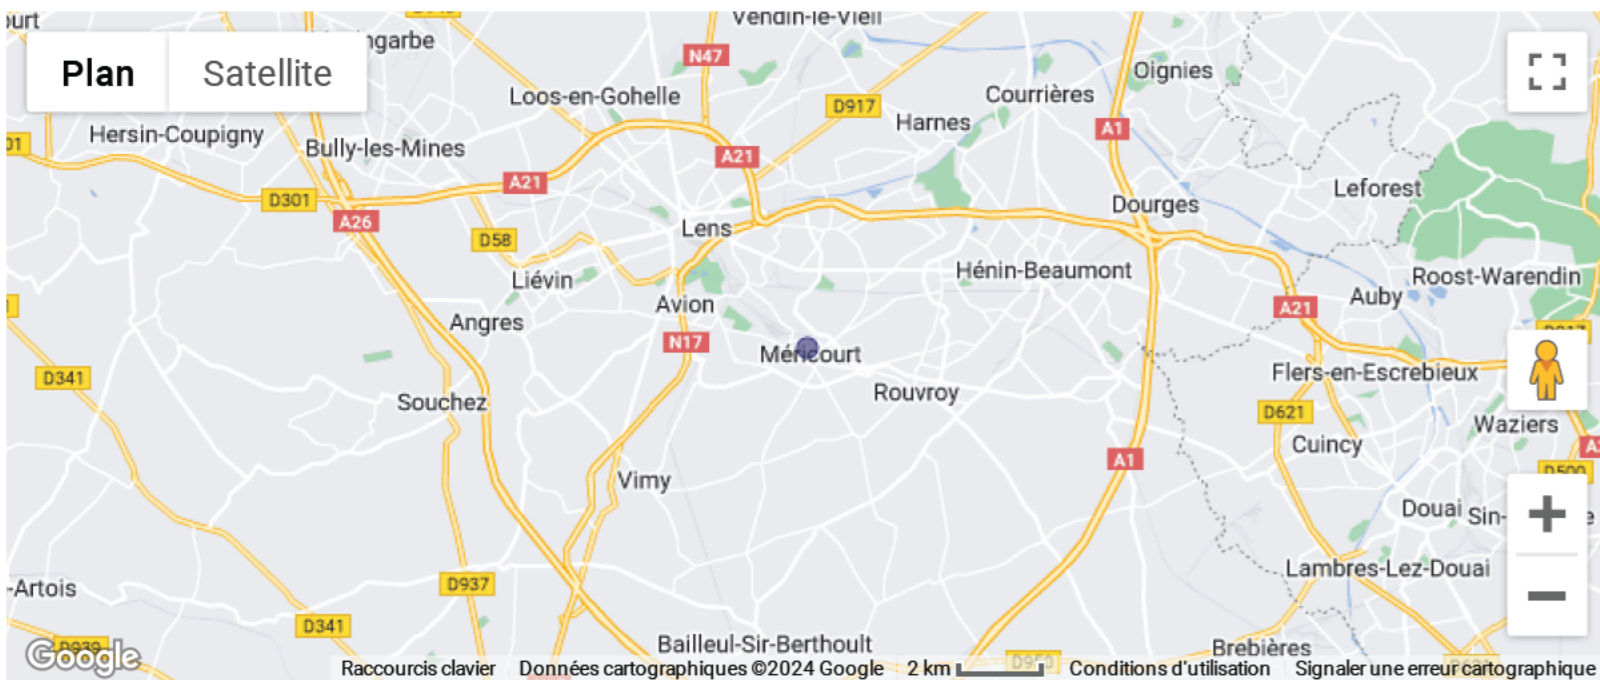 Vendin-le-Vieil
Plan
Satellite
N47
Oignies
Loos-en-Gohelle
Courrières
D917
Harnes
A1
Hersin-Coupigny
Bully-les-Mines
A21
A21
Leforest
D301
A26
Dourges
Lens
D58
Liévin
Hénin-Beaumont
Roost-Warendin
Avion
Auby
A21
Angres
N17
Méricourt
D341
Flers-en-Escrebieux
Rouvroy
Souchez
D621
Waziers
Cuincy
A1
D500
Vimy
Douai
Sin-
D937
Lambres-Lez-Douai
-Artois
D341
Bailleul-Sir-Berthoult
Brebières
D939
Google
D950
Raccourcis clavier
Données cartographiques ©2024 Google
2 km
Conditions d'utilisation
Signaler une erreur cartographique